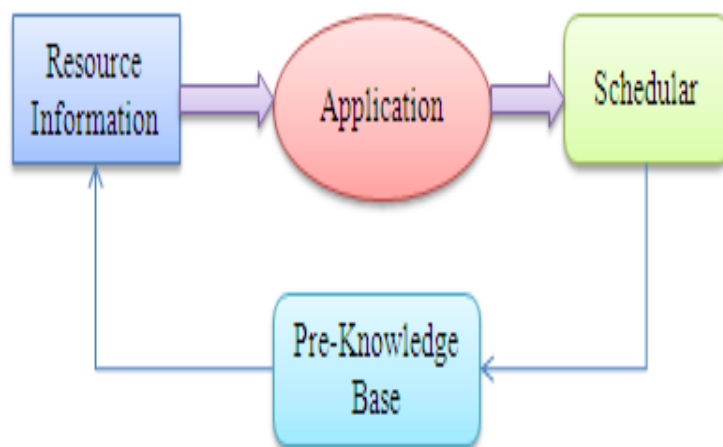 Resource
Information
Application
Schedular
Pre-Knowledge
Base